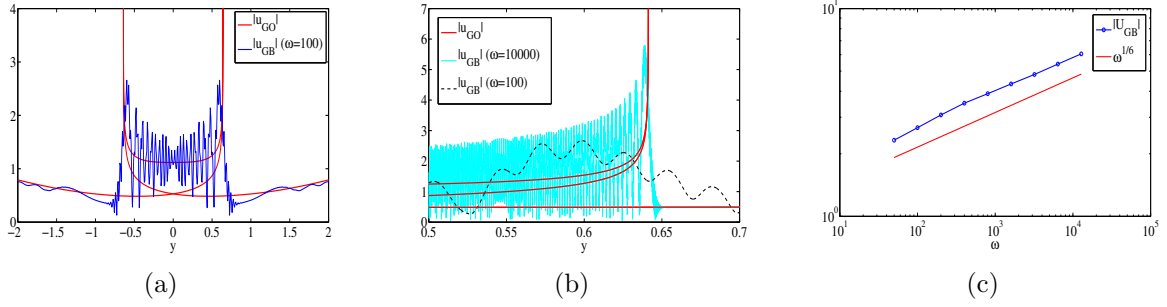 4
3
2
1
0
−2
−1.5
−1
−0.5
0
0.5
1
1.5
2
y
|u_GO|
|u_GB| (ω=100)
(a)
7
6
5
4
3
2
1
0
0.5
0.55
0.6
0.65
0.7
y
|u_GO|
|u_GB| (ω=10000)
|u_GB| (ω=100)
(b)
10^1
10^0
10^1
10^2
10^3
10^4
10^5
ω
|U_GB|
ω^1/6
(c)